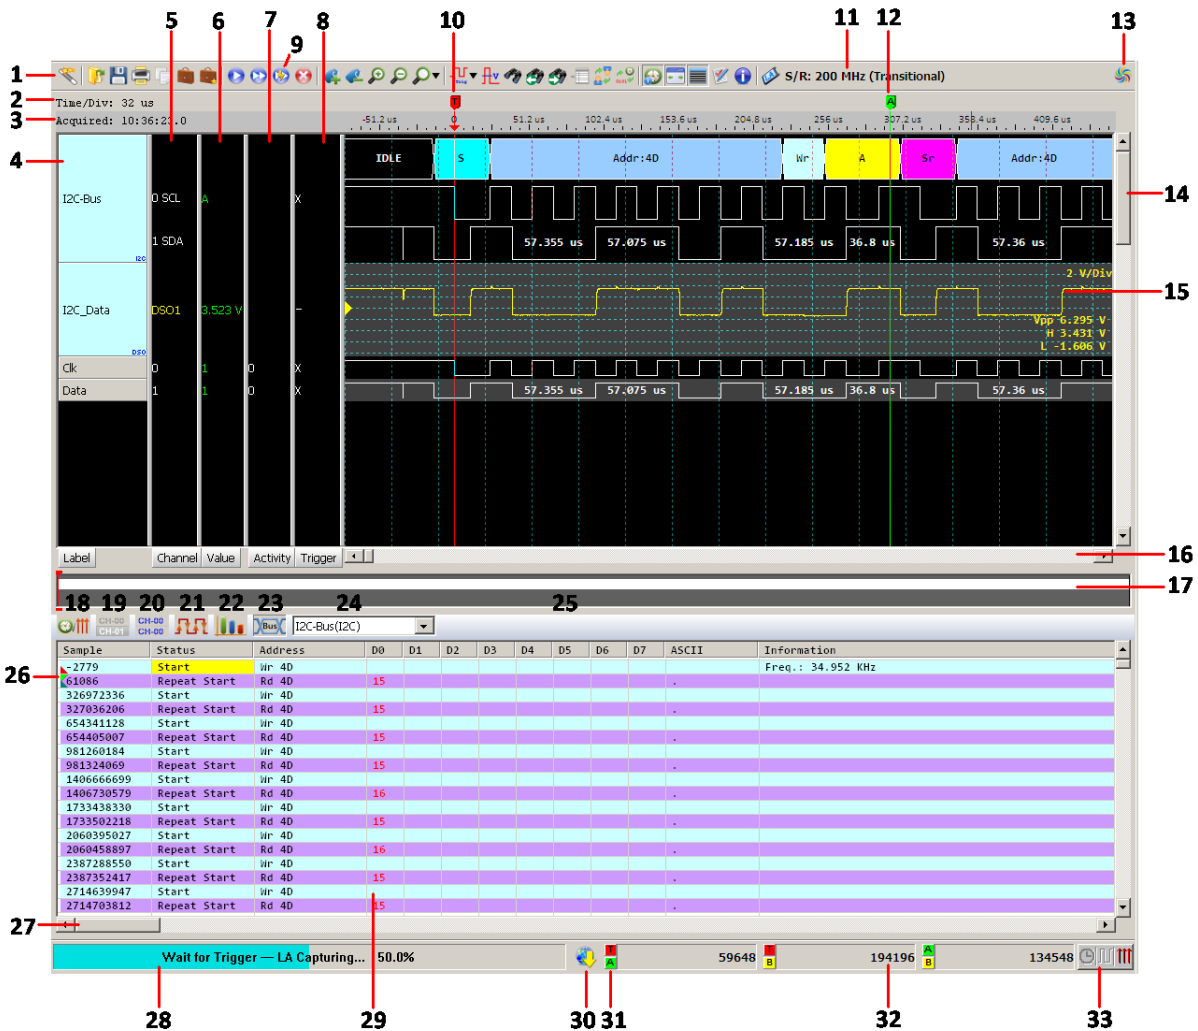 5 6 7 8 9 10 11 12 13
1
S/R: 200 MHz (Transitional)
2
Time/Div: 32 us
T
A
3
Acquired: 10:36:23.0
-51.2 us 0 51.2 us 102.4 us 153.6 us 204.8 us 256 us 307.2 us 358.4 us 409.6 us
4
IDLE S Addr:4D Wr A Sr Addr:4D
14
I2C-Bus 0 SCL A X
1 SDA 57.355 us 57.075 us 57.185 us 36.8 us 57.36 us
I2C
2 V/Div
15
I2C_Data DSO1 3.523 V -
Vpp 6.295 V
H 3.431 V
L -1.606 V
DSO
Clk 0 1 0 X
Data 1 1 0 X 57.355 us 57.075 us 57.185 us 36.8 us 57.36 us
Label Channel Value Activity Trigger
16
17
18 19 20 21 22 23 24 25
CH-00 CH-00
CH-01 CH-00
Bus I2C-Bus(I2C)
Sample Status Address D0 D1 D2 D3 D4 D5 D6 D7 ASCII Information
-2779 Start Wr 4D Freq.: 34.952 KHz
26
61086 Repeat Start Rd 4D 15 .
326972336 Start Wr 4D
327036206 Repeat Start Rd 4D 15 .
654341128 Start Wr 4D
654405007 Repeat Start Rd 4D 15 .
981260184 Start Wr 4D
981324069 Repeat Start Rd 4D 15 .
1406666699 Start Wr 4D
1406730579 Repeat Start Rd 4D 16 .
1733438330 Start Wr 4D
1733502218 Repeat Start Rd 4D 15 .
2060395027 Start Wr 4D
2060458897 Repeat Start Rd 4D 16 .
2387288550 Start Wr 4D
2387352417 Repeat Start Rd 4D 15 .
2714639947 Start Wr 4D
2714703812 Repeat Start Rd 4D 15 .
27
Wait for Trigger — LA Capturing... 50.0% T A 59648 T B 194196 A B 134548
28 29 30 31 32 33